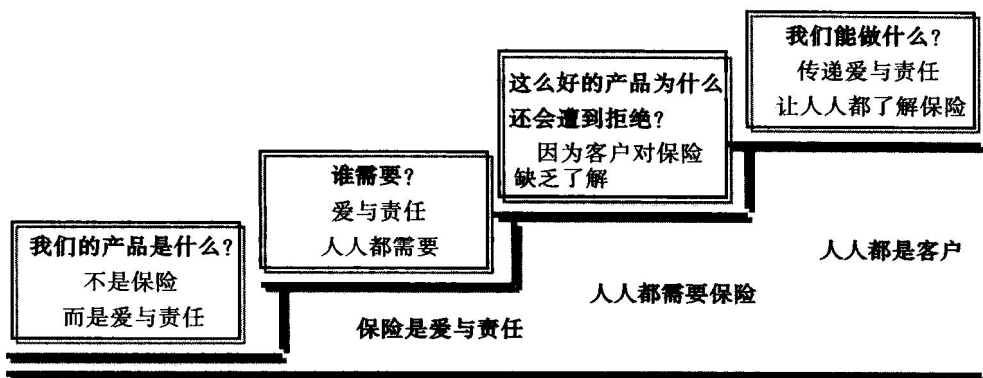 我们的产品是什么?
不是保险
而是爱与责任
谁需要?
爱与责任
人人都需要
这么好的产品为什么
还会遭到拒绝?
因为客户对保险
缺乏了解
我们能做什么?
传递爱与责任
让人人都了解保险
保险是爱与责任
人人都需要保险
人人都是客户